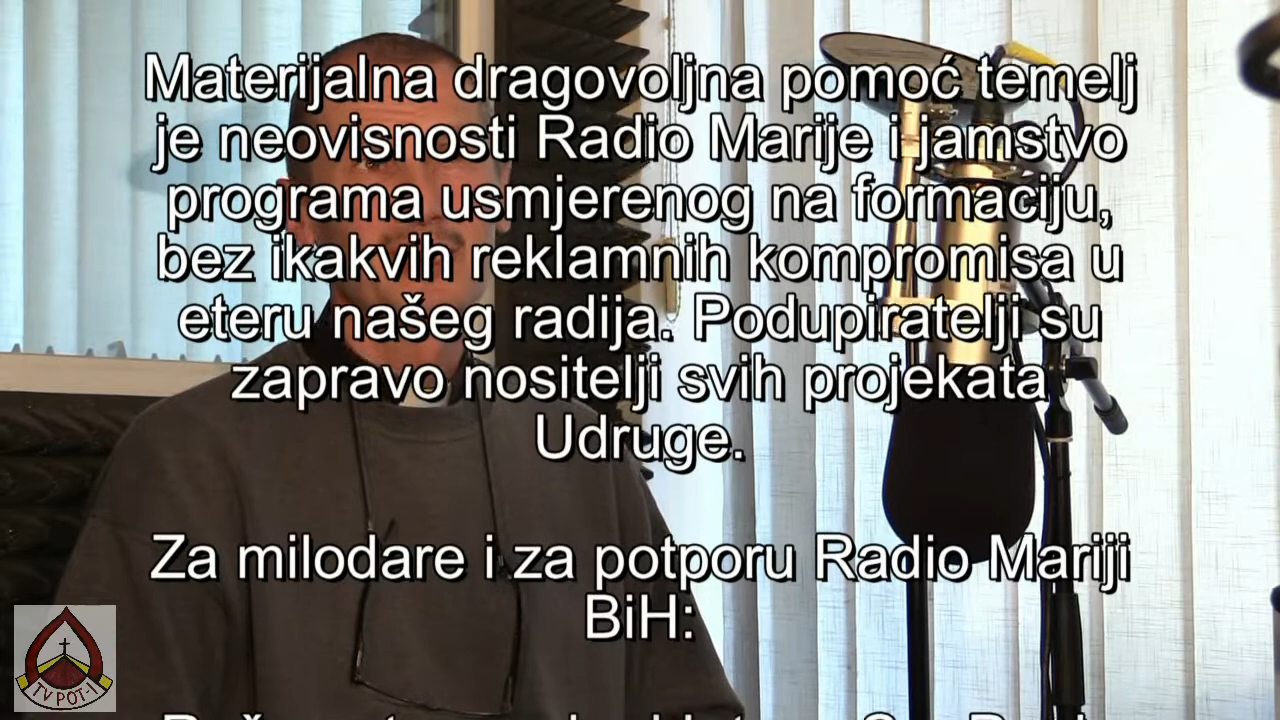 Materijalna dragovoljna pomoć temelj
je neovisnosti Radio Marije i jamstvo
programa usmjerenog na formaciju,
bez ikakvih reklamnih kompromisa u
eteru našeg radija. Podupiratelji su
zapravo nositelji svih projekata
Udruge.
Za milodare i za potporu Radio Mariji
BiH:
TV POT-1